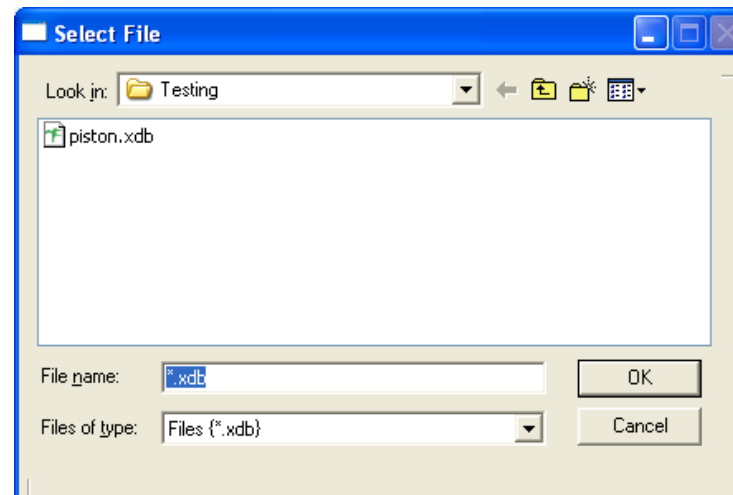 Select File
Look in: Testing
piston.xdb
File name: *.xdb OK
Files of type: Files {*.xdb} Cancel